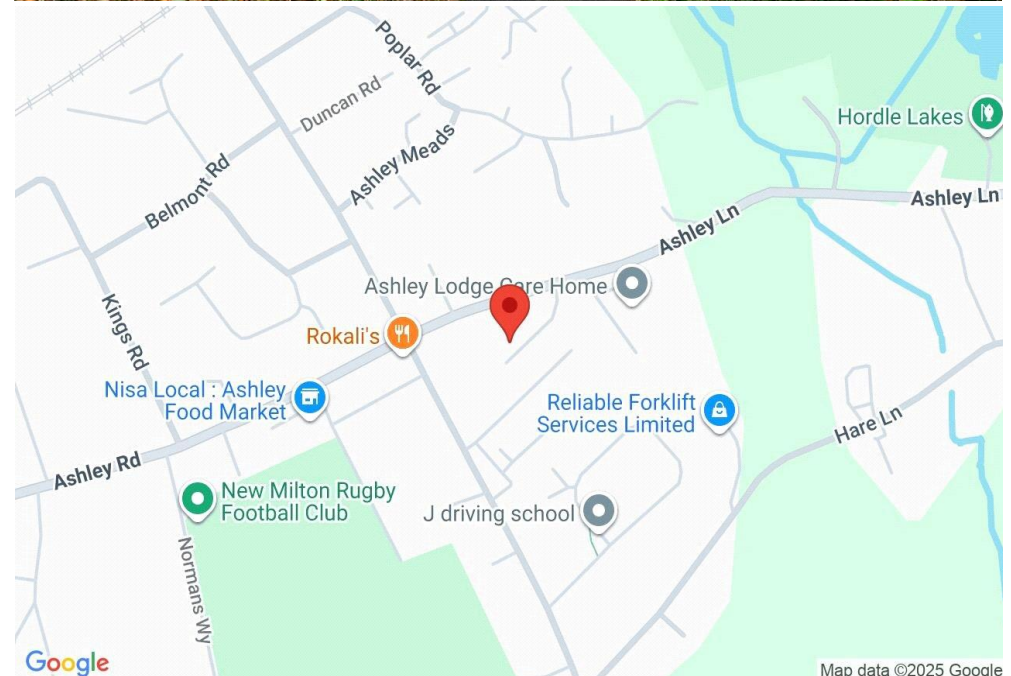 Poplar Rd
Duncan Rd
Hordle Lakes
Ashley Meads
Belmont Rd
Ashley Ln
Ashley Ln
Ashley Lodge Care Home
Kings Rd
Rokali's
Nisa Local : Ashley
Food Market
Reliable Forklift
Services Limited
Hare Ln
Ashley Rd
New Milton Rugby
Football Club
J driving school
Normans Wy
Google
Map data ©2025 Google